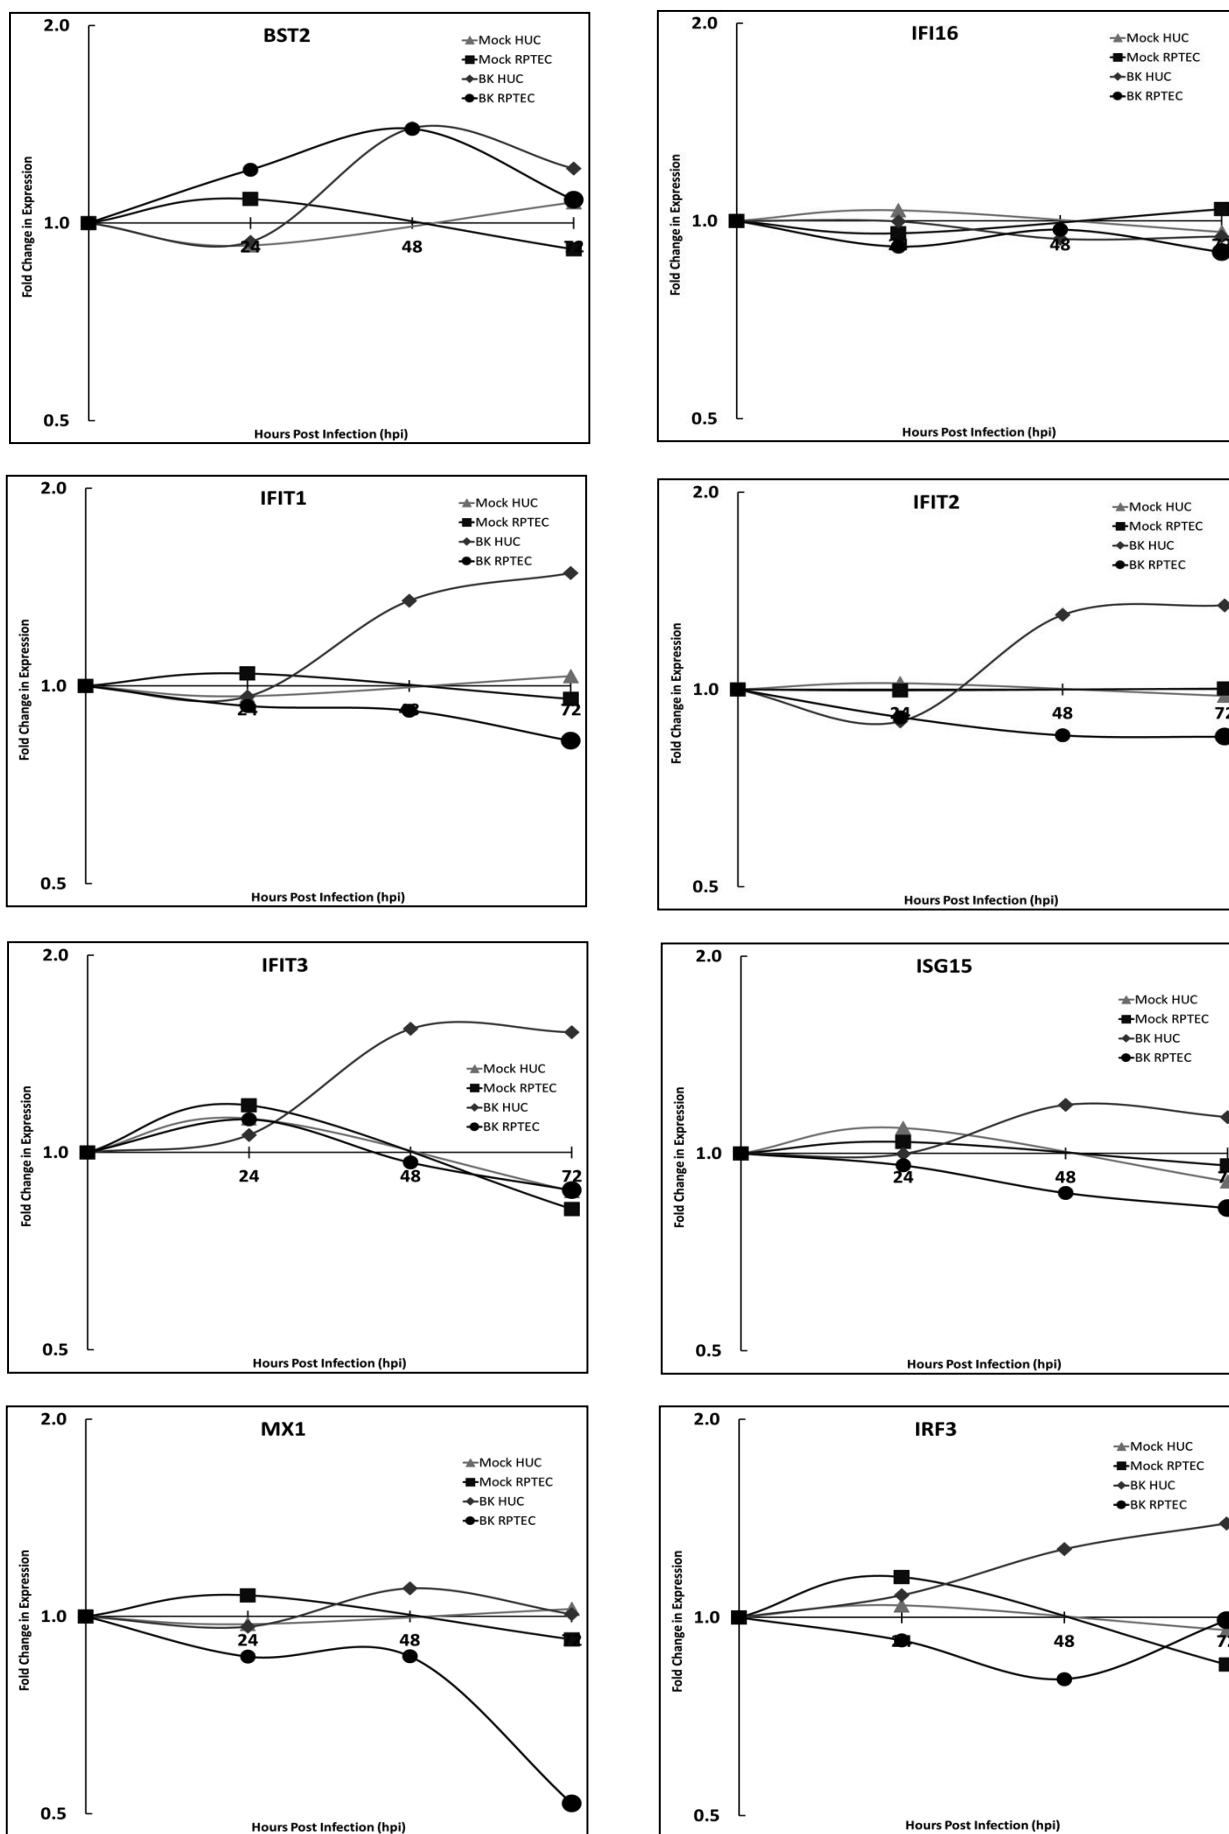 BST2
2.0
Mock HUC
Mock RPTEC
BK HUC
BK RPTEC
Fold Change in Expression
1.0
24
48
0.5
Hours Post Infection (hpi)
IFI16
2.0
Mock HUC
Mock RPTEC
BK HUC
BK RPTEC
Fold Change in Expression
1.0
48
0.5
Hours Post Infection (hpi)
IFIT1
2.0
Mock HUC
Mock RPTEC
BK HUC
BK RPTEC
Fold Change in Expression
1.0
24
72
0.5
Hours Post Infection (hpi)
IFIT2
2.0
Mock HUC
Mock RPTEC
BK HUC
BK RPTEC
Fold Change in Expression
1.0
24
48
72
0.5
Hours Post Infection (hpi)
IFIT3
2.0
Mock HUC
Mock RPTEC
BK HUC
BK RPTEC
Fold Change in Expression
1.0
24
48
72
0.5
Hours Post Infection (hpi)
ISG15
2.0
Mock HUC
Mock RPTEC
BK HUC
BK RPTEC
Fold Change in Expression
1.0
24
48
0.5
Hours Post Infection (hpi)
MX1
2.0
Mock HUC
Mock RPTEC
BK HUC
BK RPTEC
Fold Change in Expression
1.0
24
48
0.5
Hours Post Infection (hpi)
IRF3
2.0
Mock HUC
Mock RPTEC
BK HUC
BK RPTEC
Fold Change in Expression
1.0
48
0.5
Hours Post Infection (hpi)